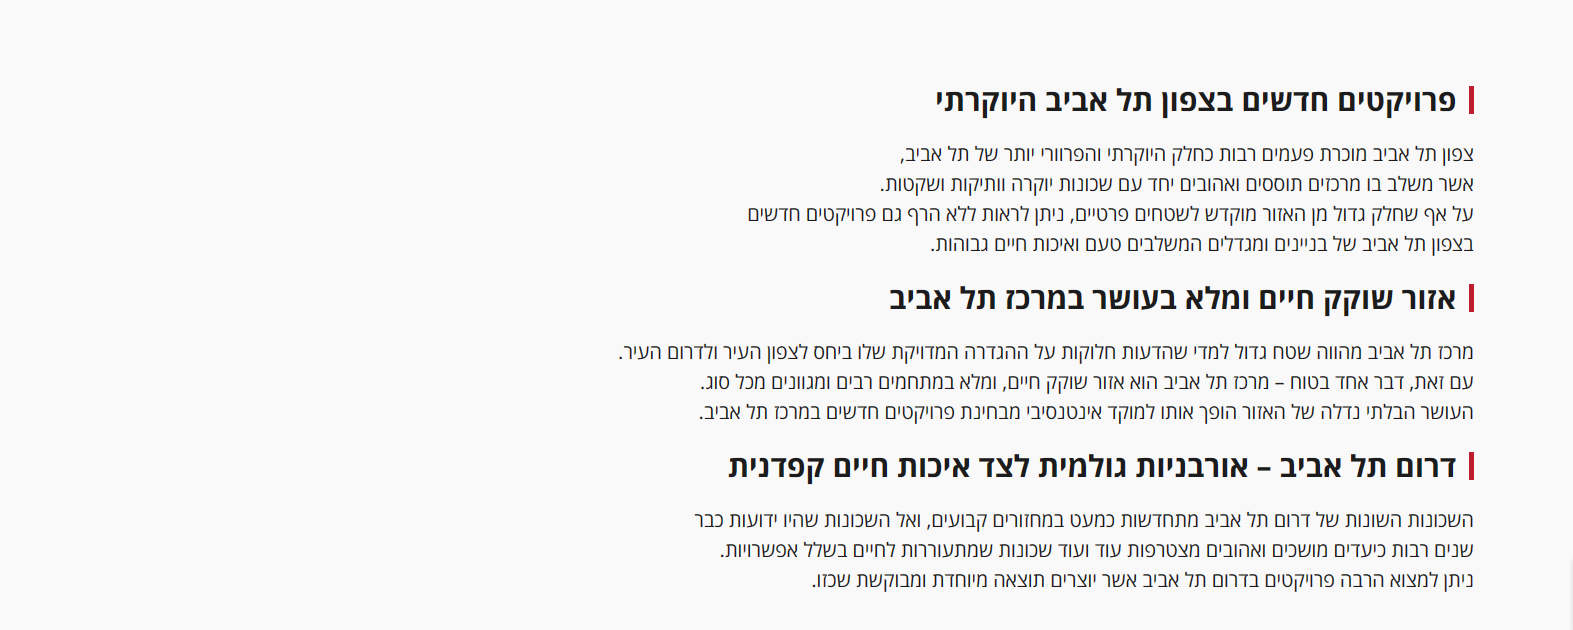 פרויקטים חדשים בצפון תל אביב היוקרתי
צפון תל אביב מוכרת פעמים רבות כחלק היוקרתי והפרוורי יותר של תל אביב,
אשר משלב בו מרכזים תוססים ואהובים יחד עם שכונות יוקרה וותיקות ושקטות.
על אף שחלק גדול מן האזור מוקדש לשטחים פרטיים, ניתן לראות ללא הרף גם פרויקטים חדשים
בצפון תל אביב של בניינים ומגדלים המשלבים טעם ואיכות חיים גבוהות.
אזור שוקק חיים ומלא בעושר במרכז תל אביב
מרכז תל אביב מהווה שטח גדול למדי שהדעות חלוקות על ההגדרה המדויקת שלו ביחס לצפון העיר ולדרום העיר.
עם זאת, דבר אחד בטוח – מרכז תל אביב הוא אזור שוקק חיים, ומלא במתחמים רבים ומגוונים מכל סוג.
העושר הבלתי נדלה של האזור הופך אותו למוקד אינטנסיבי מבחינת פרויקטים חדשים במרכז תל אביב.
דרום תל אביב – אורבניות גולמית לצד איכות חיים קפדנית
השכונות השונות של דרום תל אביב מתחדשות כמעט במחזורים קבועים, ואל השכונות שהיו ידועות כבר
שנים רבות כיעדים מושכים ואהובים מצטרפות עוד ועוד שכונות שמתעוררות לחיים בשלל אפשרויות.
ניתן למצוא הרבה פרויקטים בדרום תל אביב אשר יוצרים תוצאה מיוחדת ומבוקשת שכזו.